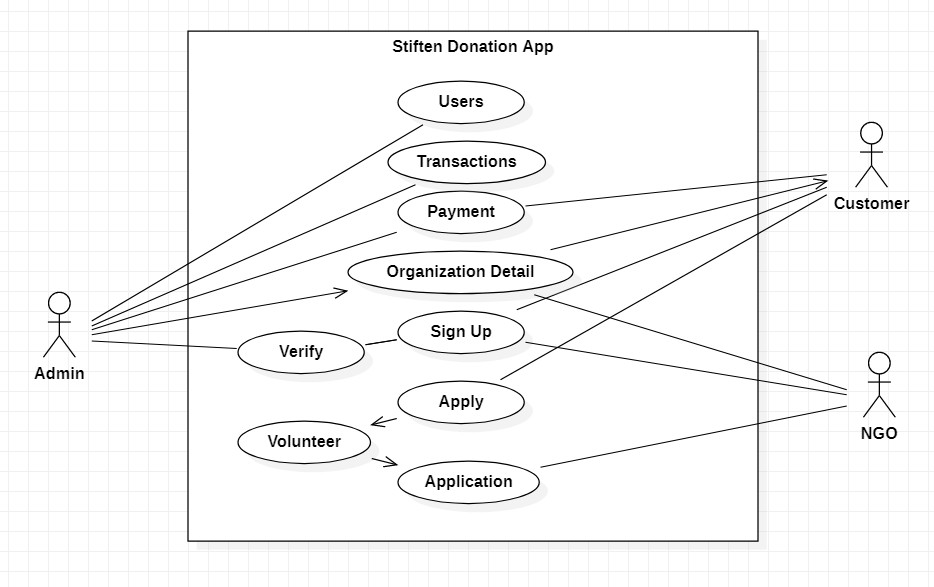 Stiften Donation App
Users
Transactions
Payment
Customer
Organization Detail
Sign Up
Verify
Admin
Apply
Volunteer
NGO
Application